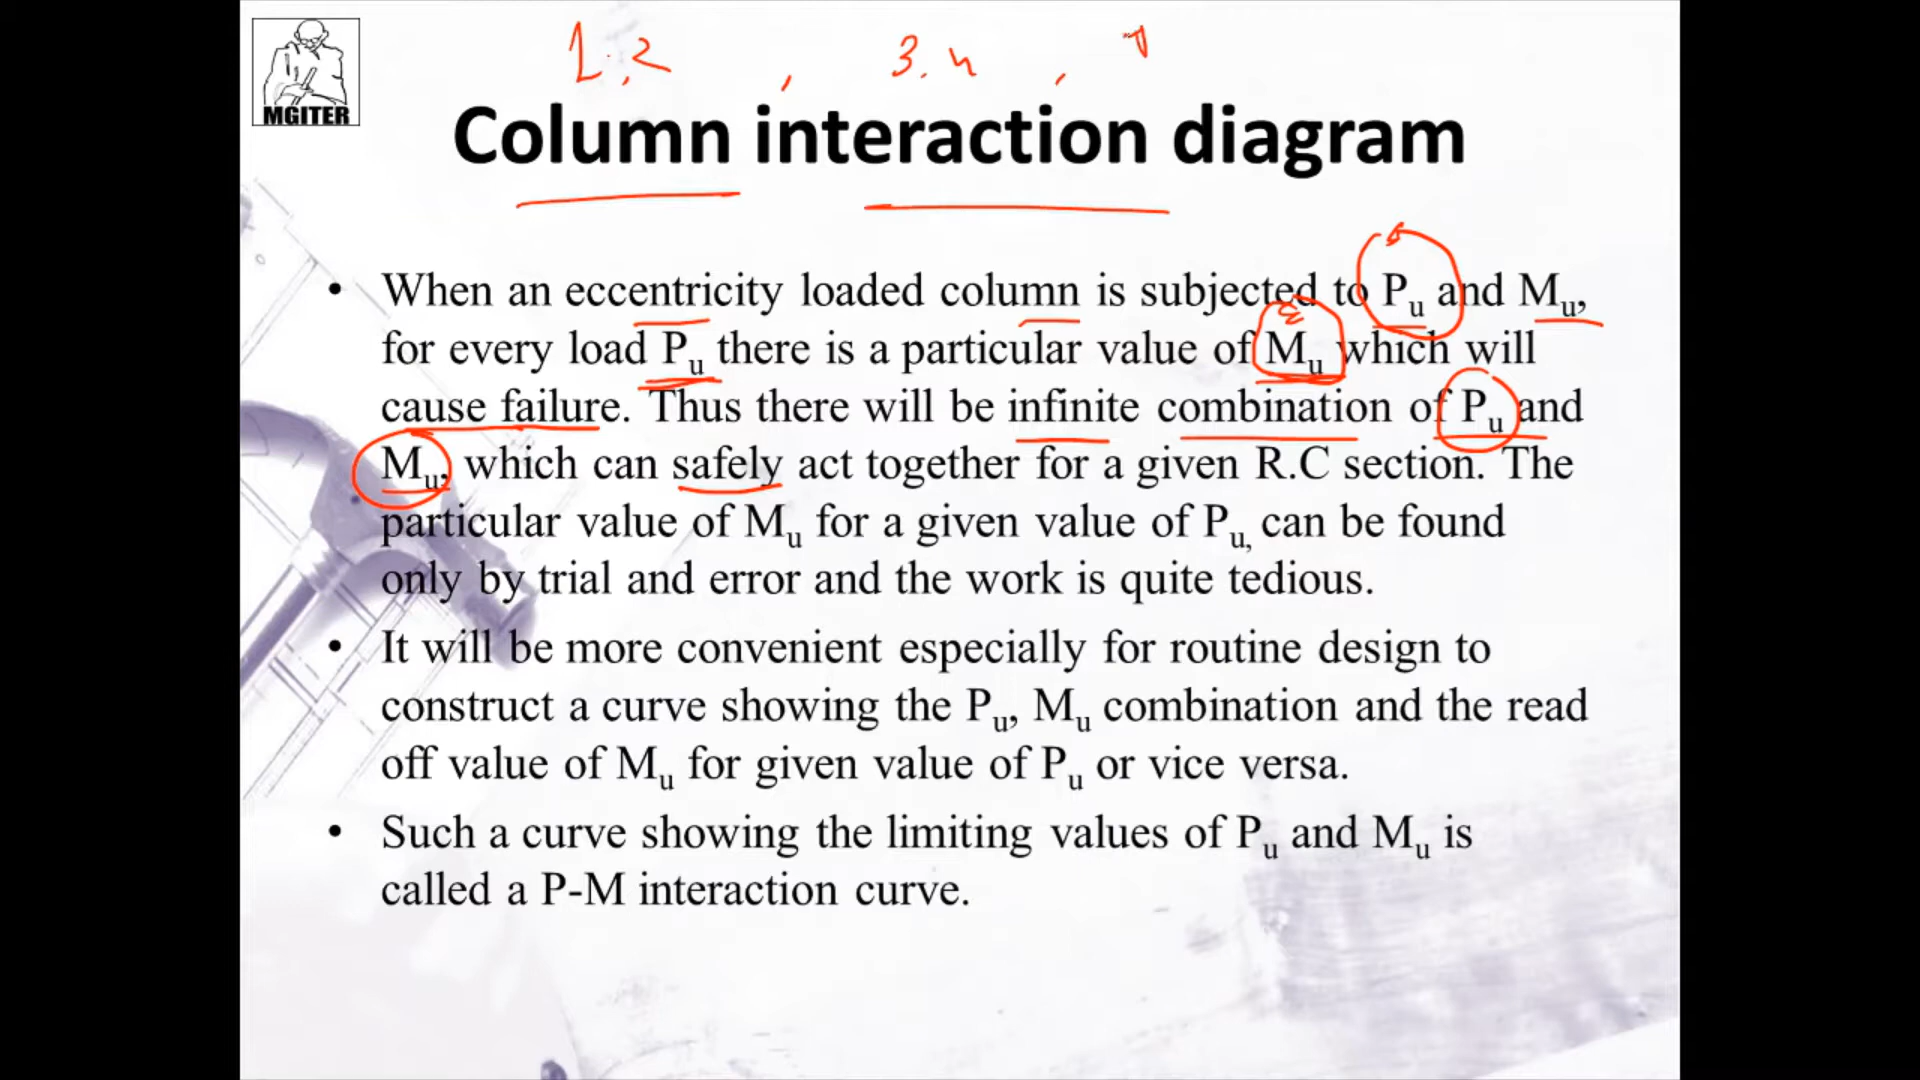 1.2 , 3.4 ,
MGITER
Column interaction diagram
• When an eccentricity loaded column is subjected to Pu and Mu,
for every load Pu there is a particular value of Mu which will
cause failure. Thus there will be infinite combination of Pu and
Mu, which can safely act together for a given R.C section. The
particular value of Mu for a given value of Pu, can be found
only by trial and error and the work is quite tedious.
• It will be more convenient especially for routine design to
construct a curve showing the Pu, Mu combination and the read
off value of Mu for given value of Pu or vice versa.
• Such a curve showing the limiting values of Pu and Mu is
called a P-M interaction curve.